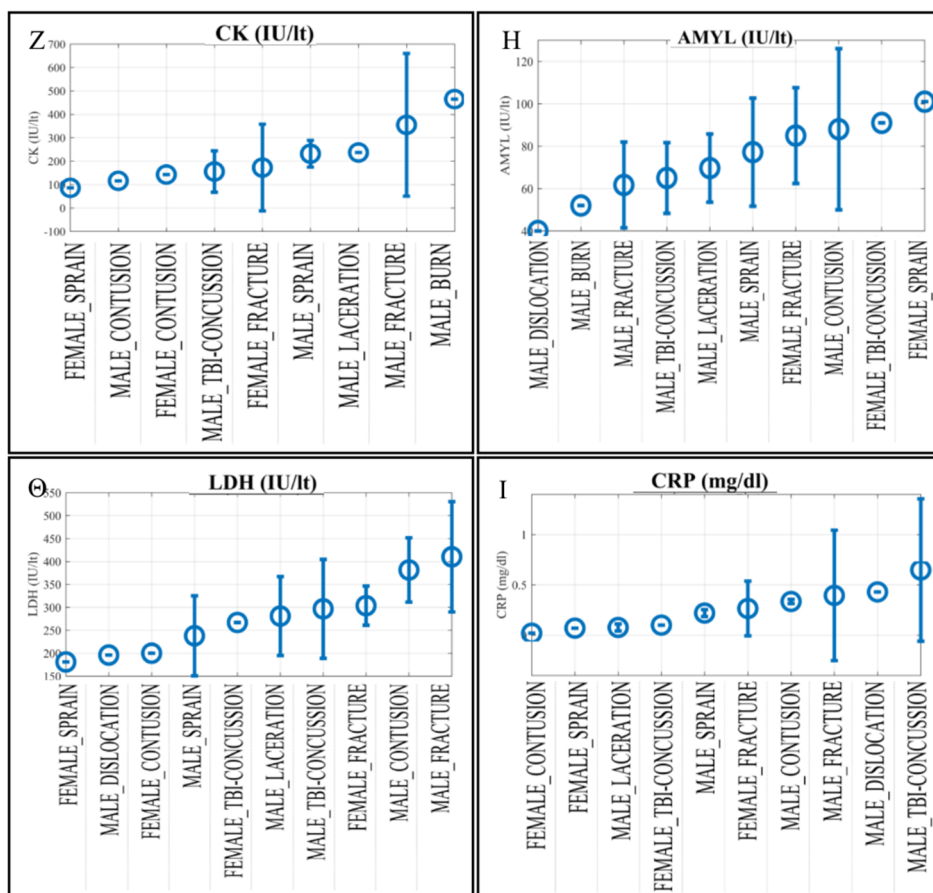 Z
CK (IU/lt)
CK (IU/lt)
700
600
500
400
300
200
100
0
-100
FEMALE_SPRAIN
MALE_CONTUSION
FEMALE_CONTUSION
MALE_TBI-CONCUSSION
FEMALE_FRACTURE
MALE_SPRAIN
MALE_LACERATION
MALE_FRACTURE
MALE_BURN
H
AMYL (IU/lt)
AMYL (IU/lt)
120
100
80
60
40
MALE_DISLOCATION
MALE_BURN
MALE_FRACTURE
MALE_TBI-CONCUSSION
MALE_LACERATION
MALE_SPRAIN
FEMALE_FRACTURE
MALE_CONTUSION
FEMALE_TBI-CONCUSSION
FEMALE_SPRAIN
Θ
LDH (IU/lt)
LDH (IU/lt)
550
500
450
400
350
300
250
200
150
FEMALE_SPRAIN
MALE_DISLOCATION
FEMALE_CONTUSION
MALE_SPRAIN
FEMALE_TBI-CONCUSSION
MALE_LACERATION
MALE_TBI-CONCUSSION
FEMALE_FRACTURE
MALE_CONTUSION
MALE_FRACTURE
I
CRP (mg/dl)
CRP (mg/dl)
1
0.5
FEMALE_CONTUSION
FEMALE_SPRAIN
MALE_LACERATION
FEMALE_TBI-CONCUSSION
MALE_SPRAIN
FEMALE_FRACTURE
MALE_CONTUSION
MALE_FRACTURE
MALE_DISLOCATION
MALE_TBI-CONCUSSION